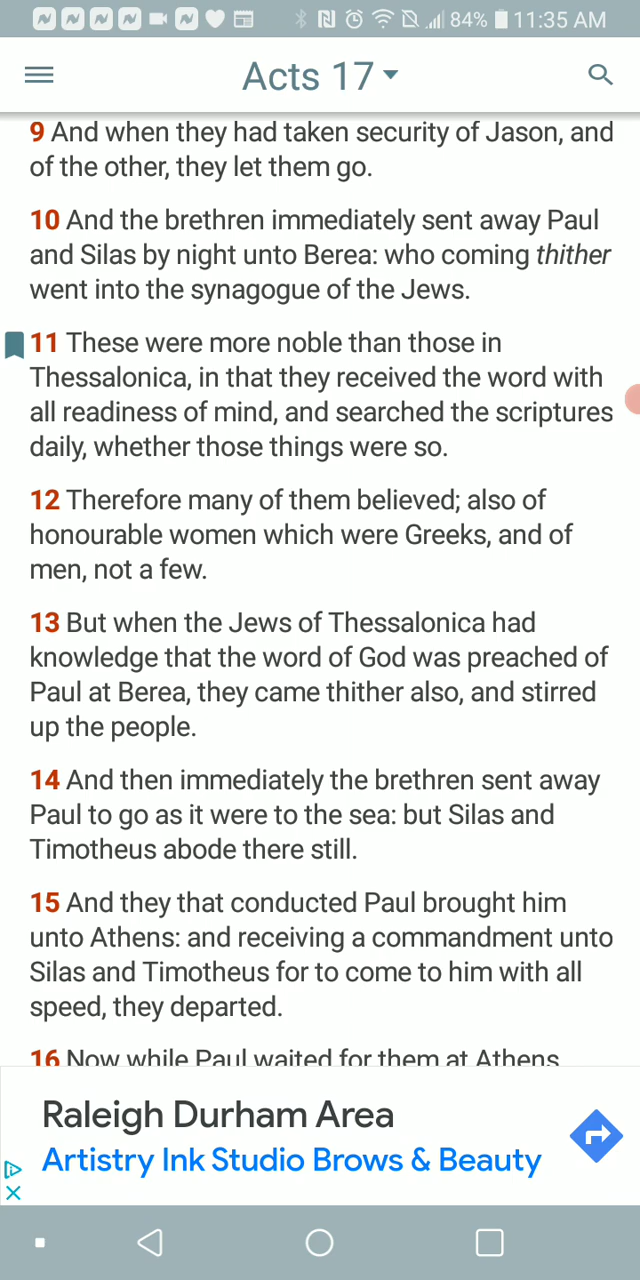 84% 11:35 AM
Acts 17
9 And when they had taken security of Jason, and
of the other, they let them go.
10 And the brethren immediately sent away Paul
and Silas by night unto Berea: who coming thither
went into the synagogue of the Jews.
11 These were more noble than those in
Thessalonica, in that they received the word with
all readiness of mind, and searched the scriptures
daily, whether those things were so.
12 Therefore many of them believed; also of
honourable women which were Greeks, and of
men, not a few.
13 But when the Jews of Thessalonica had
knowledge that the word of God was preached of
Paul at Berea, they came thither also, and stirred
up the people.
14 And then immediately the brethren sent away
Paul to go as it were to the sea: but Silas and
Timotheus abode there still.
15 And they that conducted Paul brought him
unto Athens: and receiving a commandment unto
Silas and Timotheus for to come to him with all
speed, they departed.
16 Now while Paul waited for them at Athens
Raleigh Durham Area
Artistry Ink Studio Brows & Beauty